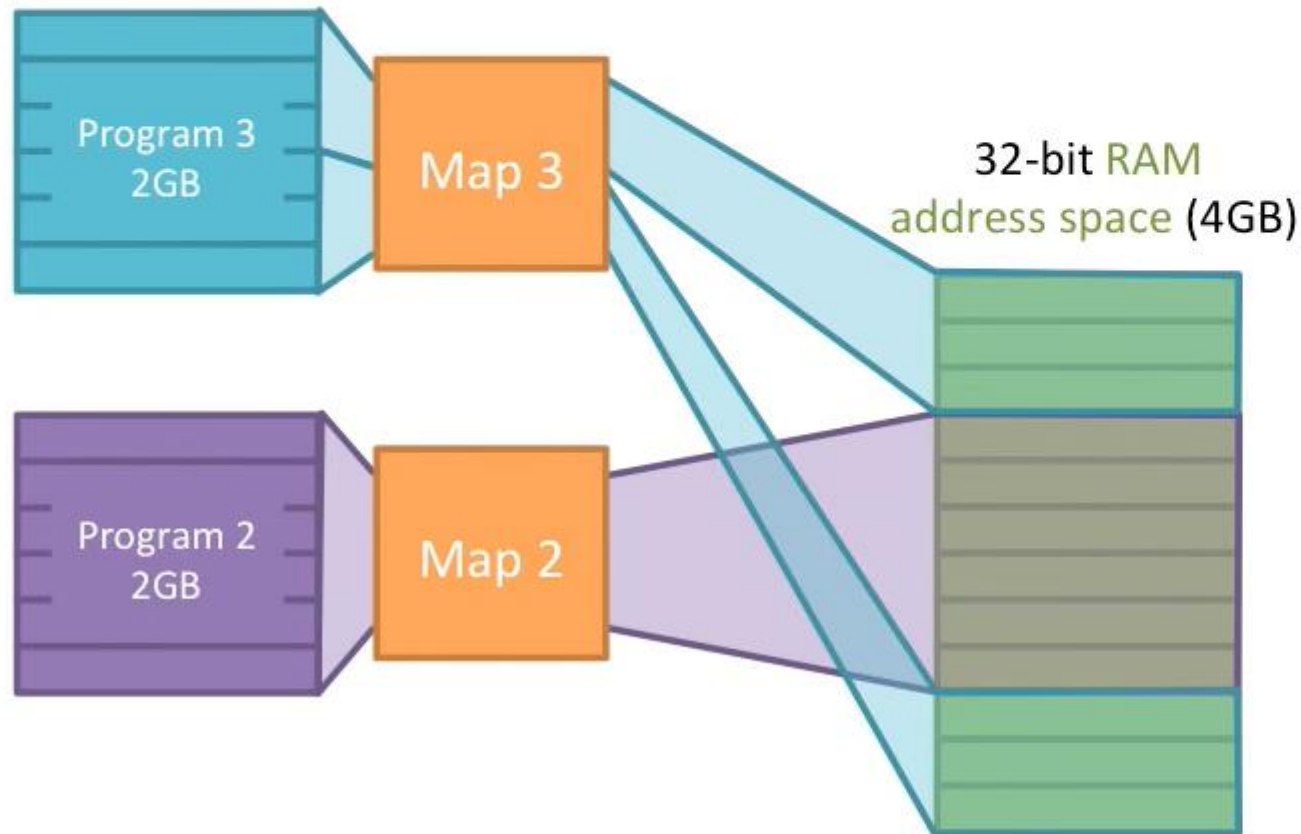 Program 3
2GB
Map 3
32-bit RAM
address space (4GB)
Program 2
2GB
Map 2